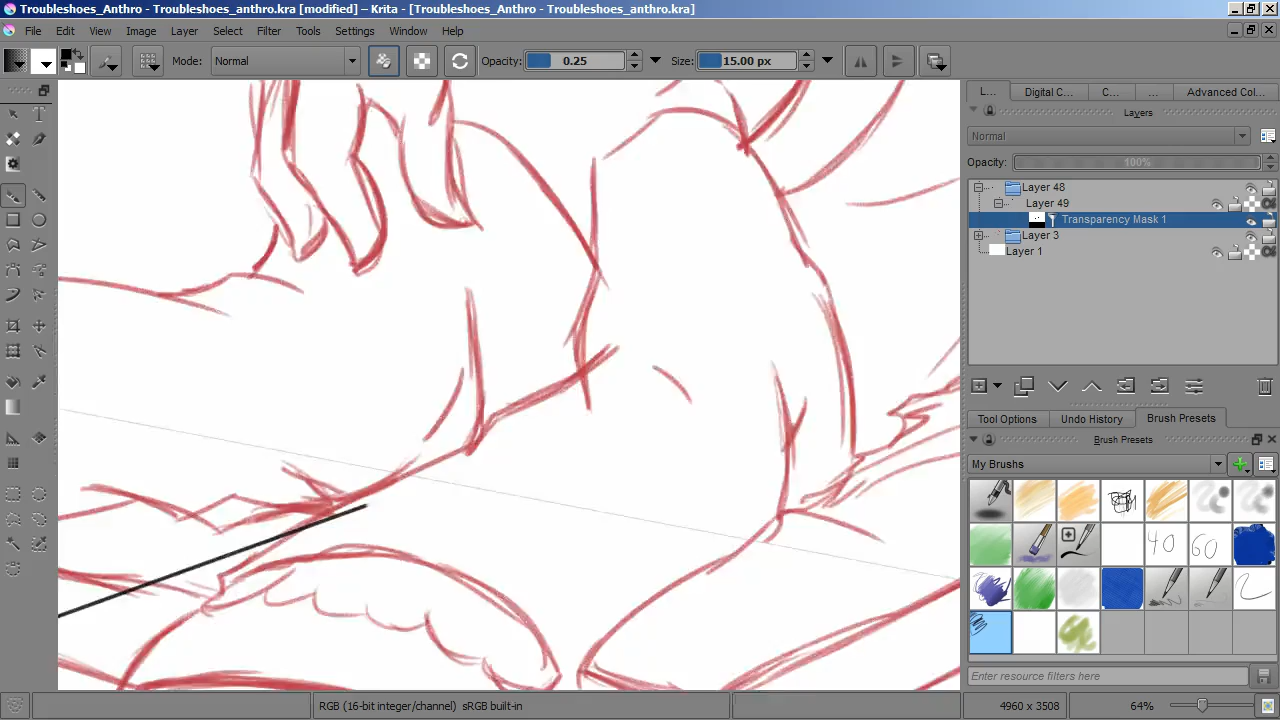 Troubleshoes_Anthro - Troubleshoes_anthro.kra [modified] – Krita - [Troubleshoes_Anthro - Troubleshoes_anthro.kra]
File Edit View Image Layer Select Filter Tools Settings Window Help
Mode: Normal Opacity: 0.25 Size: 15.00 px
L... Digital C... C... ... Advanced Col...
Layers
Normal
Opacity: 100%
Layer 48
Layer 49
Transparency Mask 1
Layer 3
Layer 1
Tool Options Undo History Brush Presets
Brush Presets
My Brushes
40 60
Enter resource filters here
RGB (16-bit integer/channel) sRGB built-in 4960 x 3508 64%